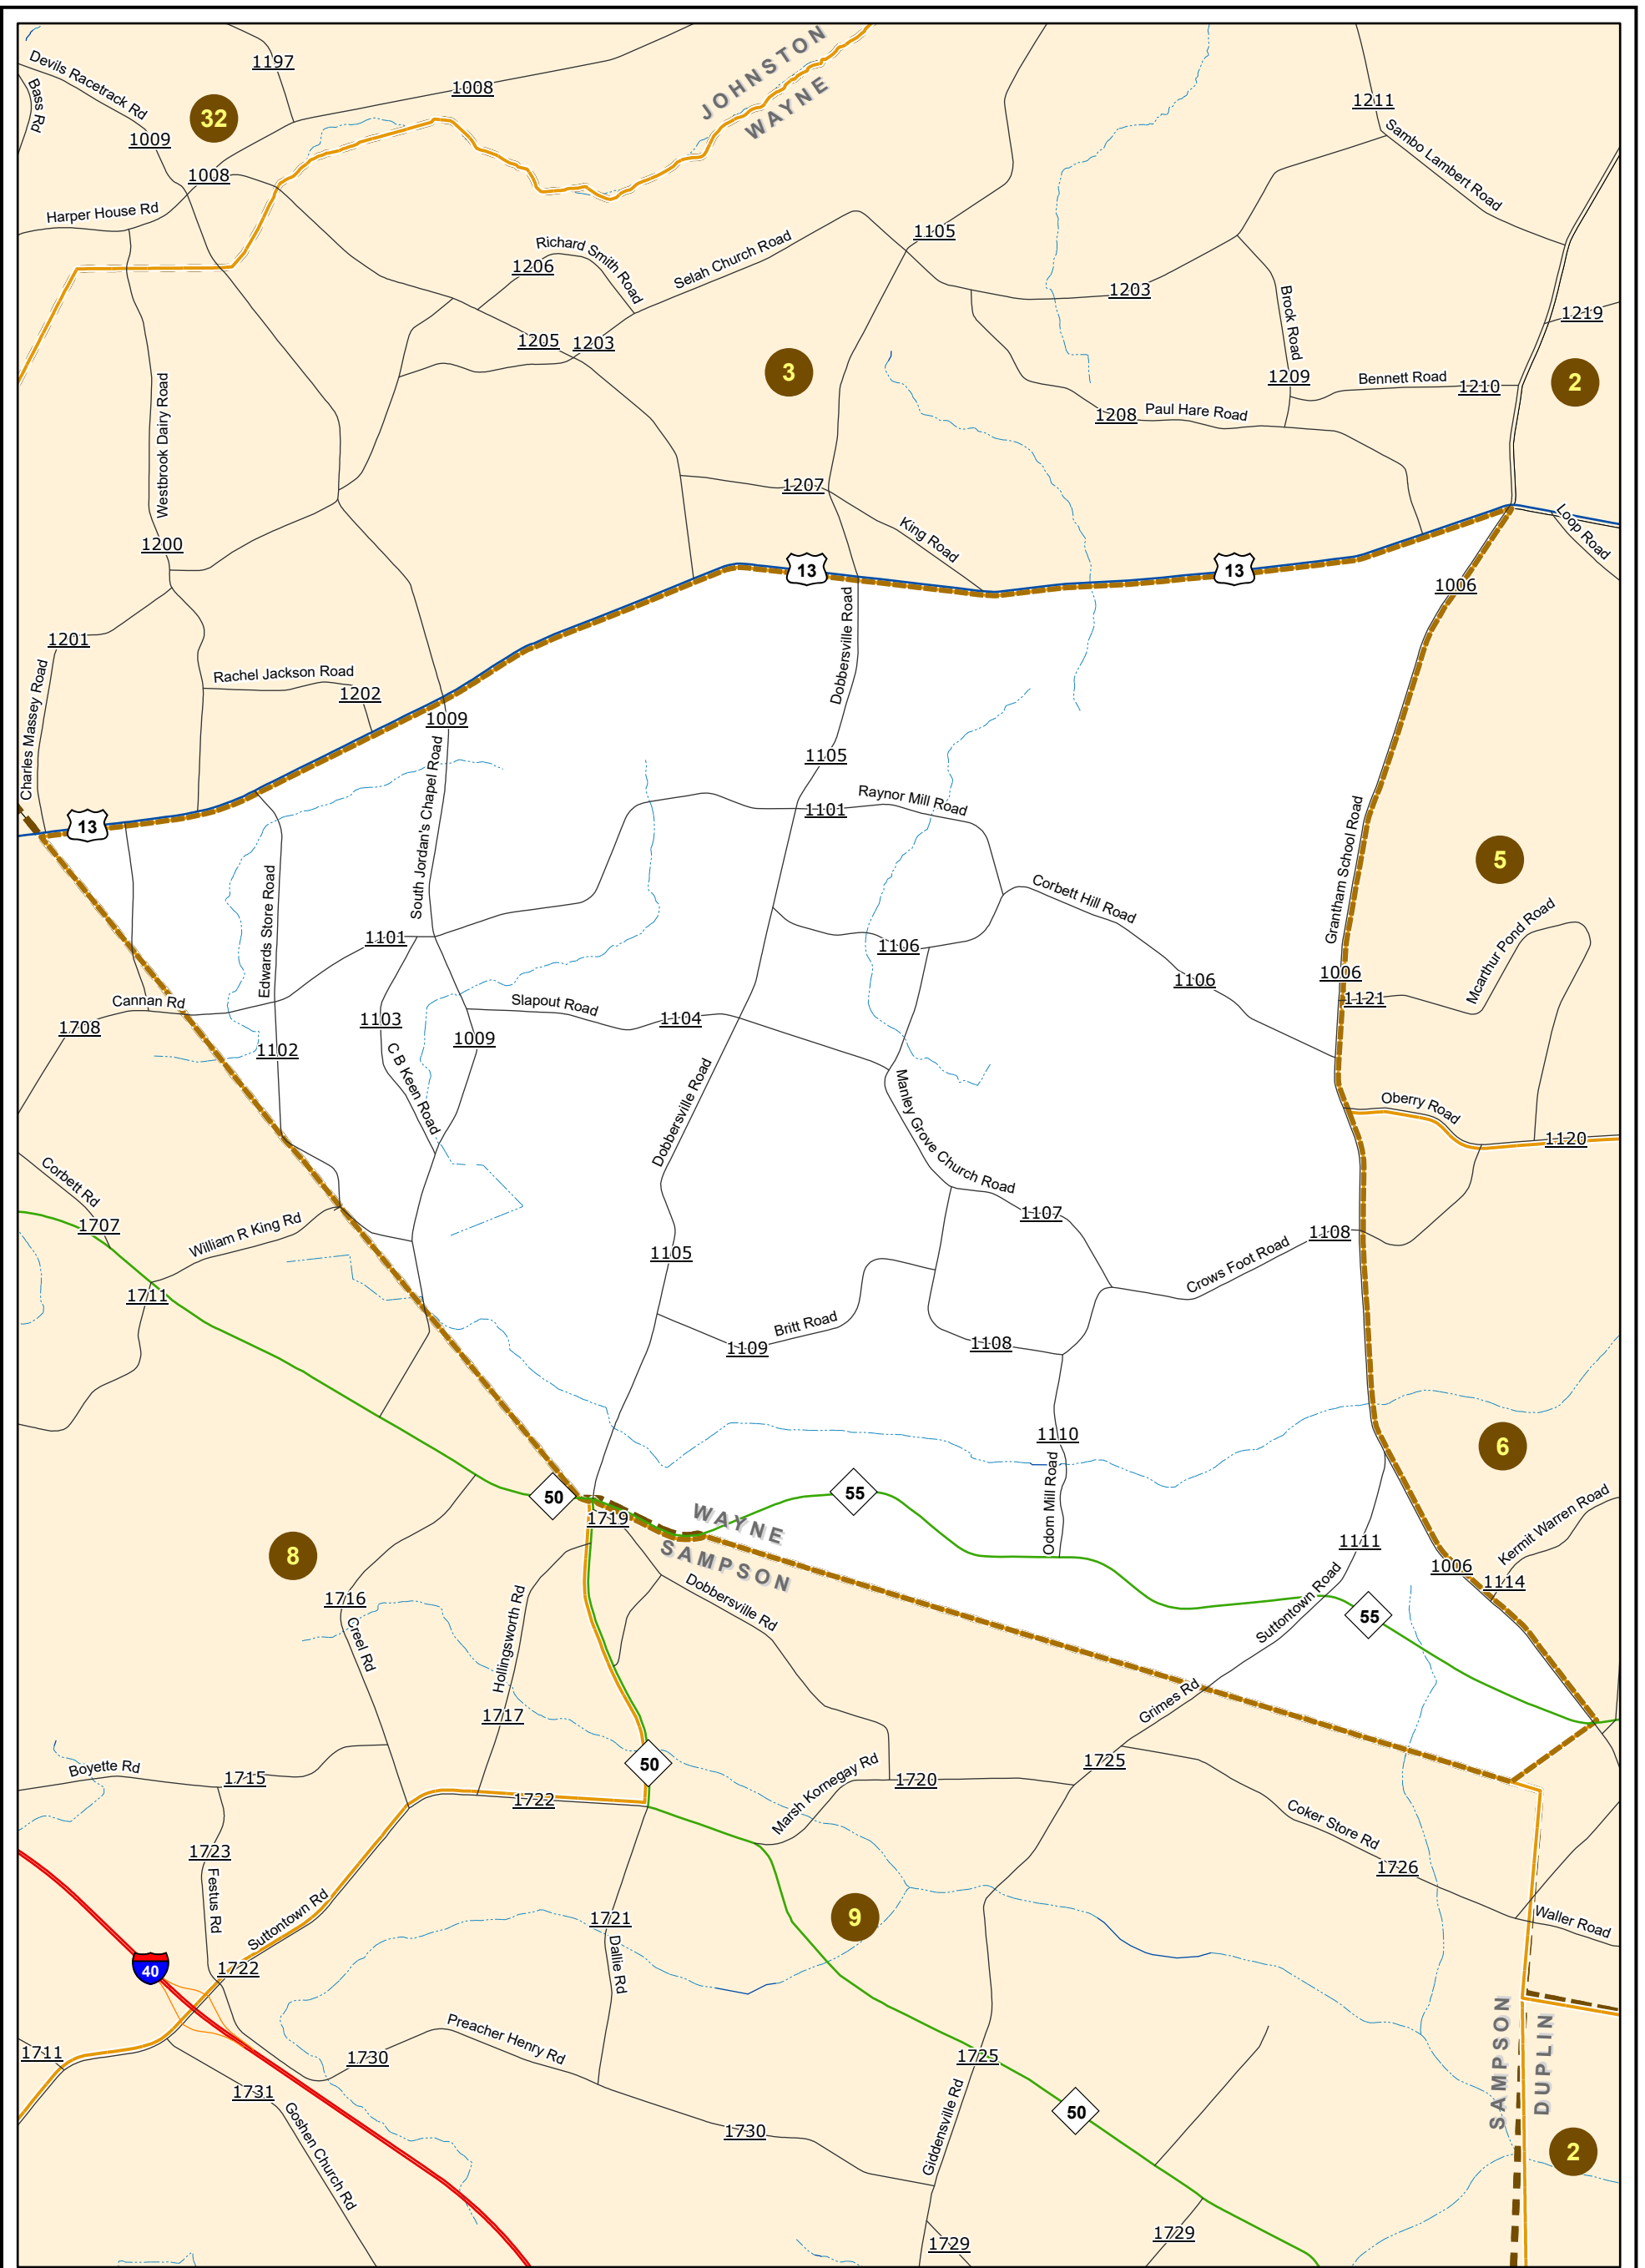 JOHNSTON
WAYNE
1197
1008
Devils Racetrack Rd
Bass Rd
32
1009
1211
Sambo Lambert Road
1008
Harper House Rd
1105
Richard Smith Road
1206
Selah Church Road
1203
Brock Road
1219
1205
1203
3
1209
Bennett Road
1210
2
1208
Paul Hare Road
Westbrook Dairy Road
1207
King Road
Loop Road
1200
13
13
1006
Dobbersville Road
1201
Charles Massey Road
Rachel Jackson Road
1202
1009
South Jordan's Chapel Road
1105
Raynor Mill Road
1101
13
Grantham School Road
5
Edwards Store Road
Corbett Hill Road
Mcarthur Pond Road
1101
1106
1106
1006
1121
Cannan Rd
Slapout Road
1708
1103
1104
1009
1102
C B Keen Road
Dobbersville Road
Manley Grove Church Road
Oberry Road
1120
Corbett Rd
1707
William R King Rd
1107
1108
1105
Crows Foot Road
1711
Britt Road
1109
1108
1110
6
Odom Mill Road
50
55
WAYNE
SAMPSON
1719
Kermit Warren Road
8
1111
1006
1114
1716
Dobbersville Rd
Suttontown Road
55
Creel Rd
Hollingsworth Rd
Grimes Rd
1717
50
Boyette Rd
1715
1722
Marsh Kornegay Rd
1720
1725
Coker Store Rd
1723
1726
Festus Rd
Suttontown Rd
9
1721
Dallie Rd
Waller Road
40
1722
SAMPSON
DUPLIN
Preacher Henry Rd
1711
1730
1725
1731
Goshen Church Rd
50
1730
Giddensville Rd
2
1729
1729